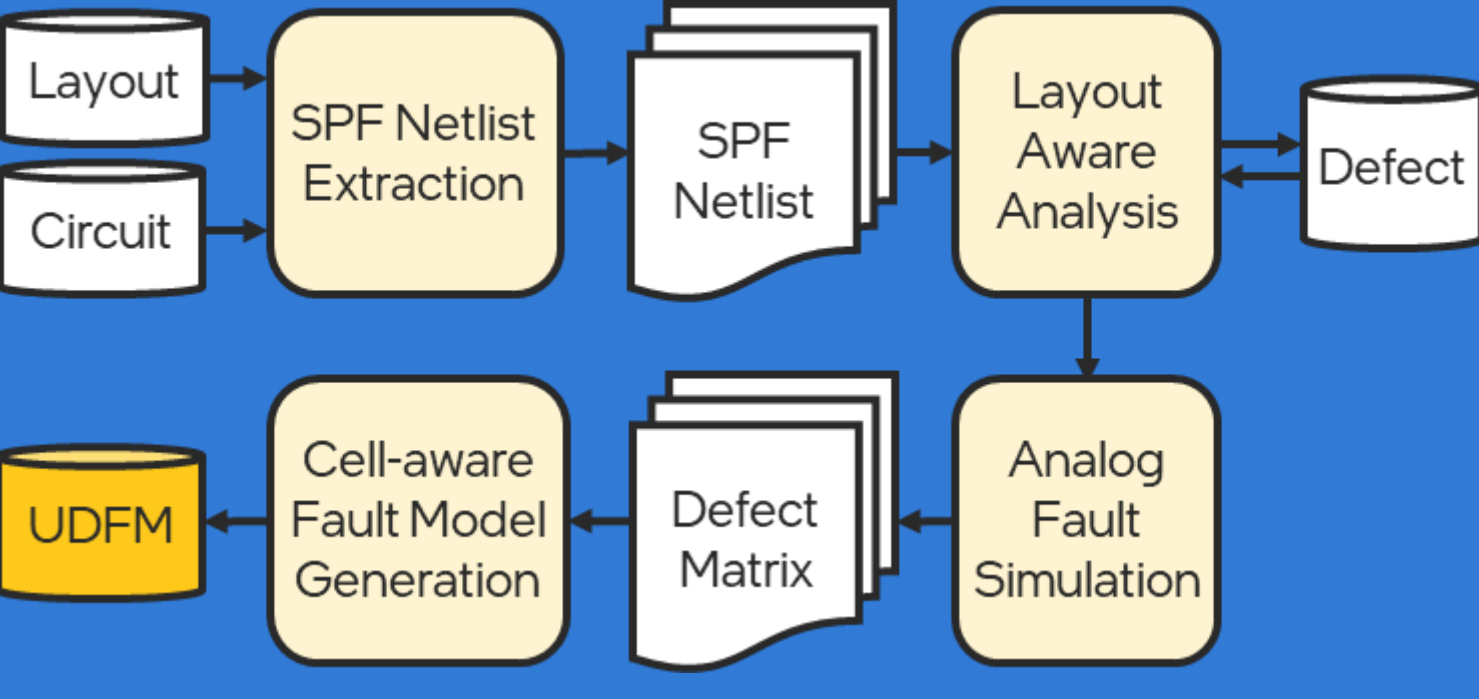 Layout
Circuit
SPF Netlist
Extraction
SPF
Netlist
Layout
Aware
Analysis
Defect
UDFM
Cell-aware
Fault Model
Generation
Defect
Matrix
Analog
Fault
Simulation